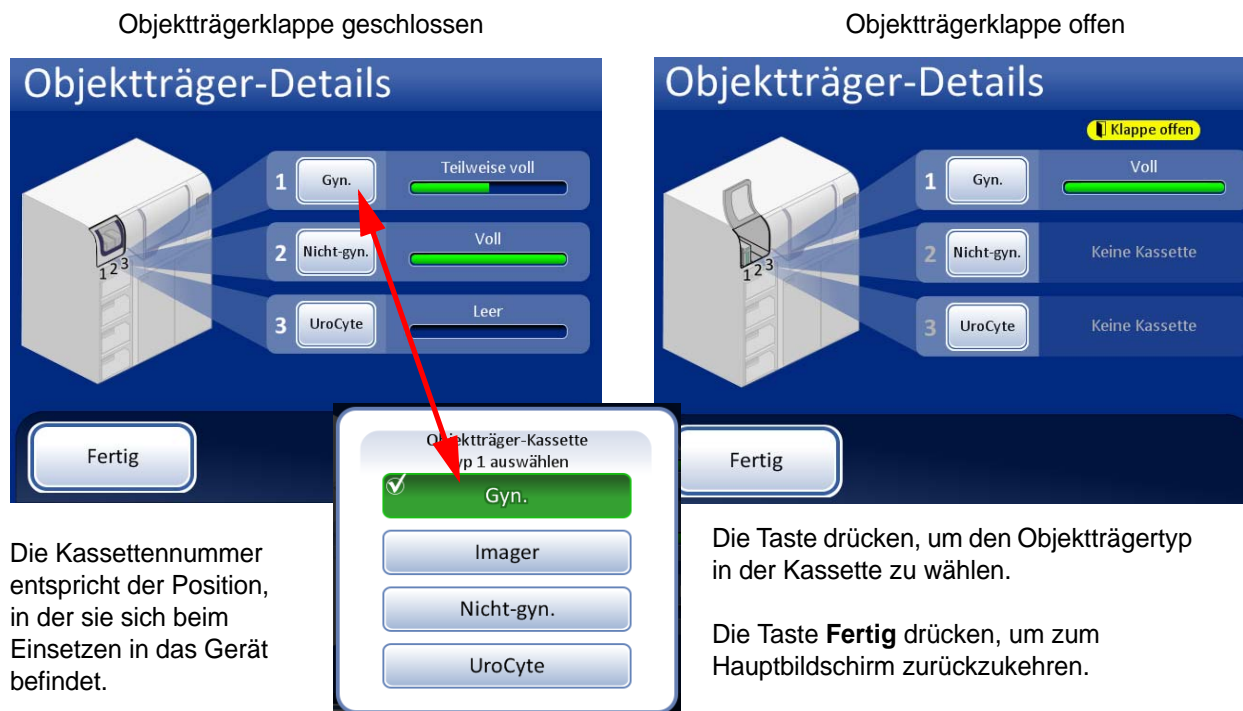 Objektträgerklappe geschlossen
Objektträger-Details
1 Gyn. Teilweise voll
2 Nicht-gyn. Voll
3 UroCyte Leer
1 2 3
Fertig
Objektträgerklappe offen
Objektträger-Details
Klappe offen
1 Gyn. Voll
2 Nicht-gyn. Keine Kassette
3 UroCyte Keine Kassette
1 2 3
Fertig
Objektträger-Kassette
Typ 1 auswählen
Gyn.
Imager
Nicht-gyn.
UroCyte
Die Kassettennummer
entspricht der Position,
in der sie sich beim
Einsetzen in das Gerät
befindet.
Die Taste drücken, um den Objektträgertyp
in der Kassette zu wählen.
Die Taste Fertig drücken, um zum
Hauptbildschirm zurückzukehren.